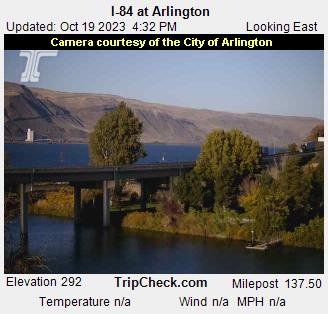 I-84 at Arlington
Updated: Oct 19 2023 4:32 PM Looking East
Camera courtesy of the City of Arlington
Elevation 292 TripCheck.com Milepost 137.50
Temperature n/a Wind n/a MPH n/a